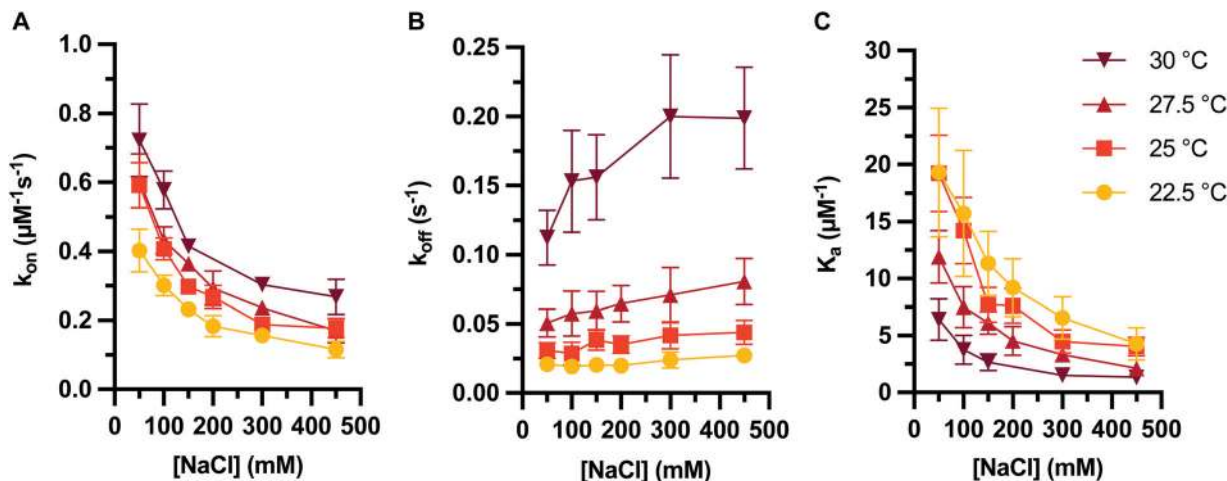 A
B
C
1.0
0.8
0.6
0.4
0.2
0.0
kon (µM⁻¹s⁻¹)
0 100 200 300 400 500
[NaCl] (mM)
0.25
0.20
0.15
0.10
0.05
0.00
koff (s⁻¹)
0 100 200 300 400 500
[NaCl] (mM)
30
25
20
15
10
5
0
Ka (µM⁻¹)
0 100 200 300 400 500
[NaCl] (mM)
30 °C
27.5 °C
25 °C
22.5 °C